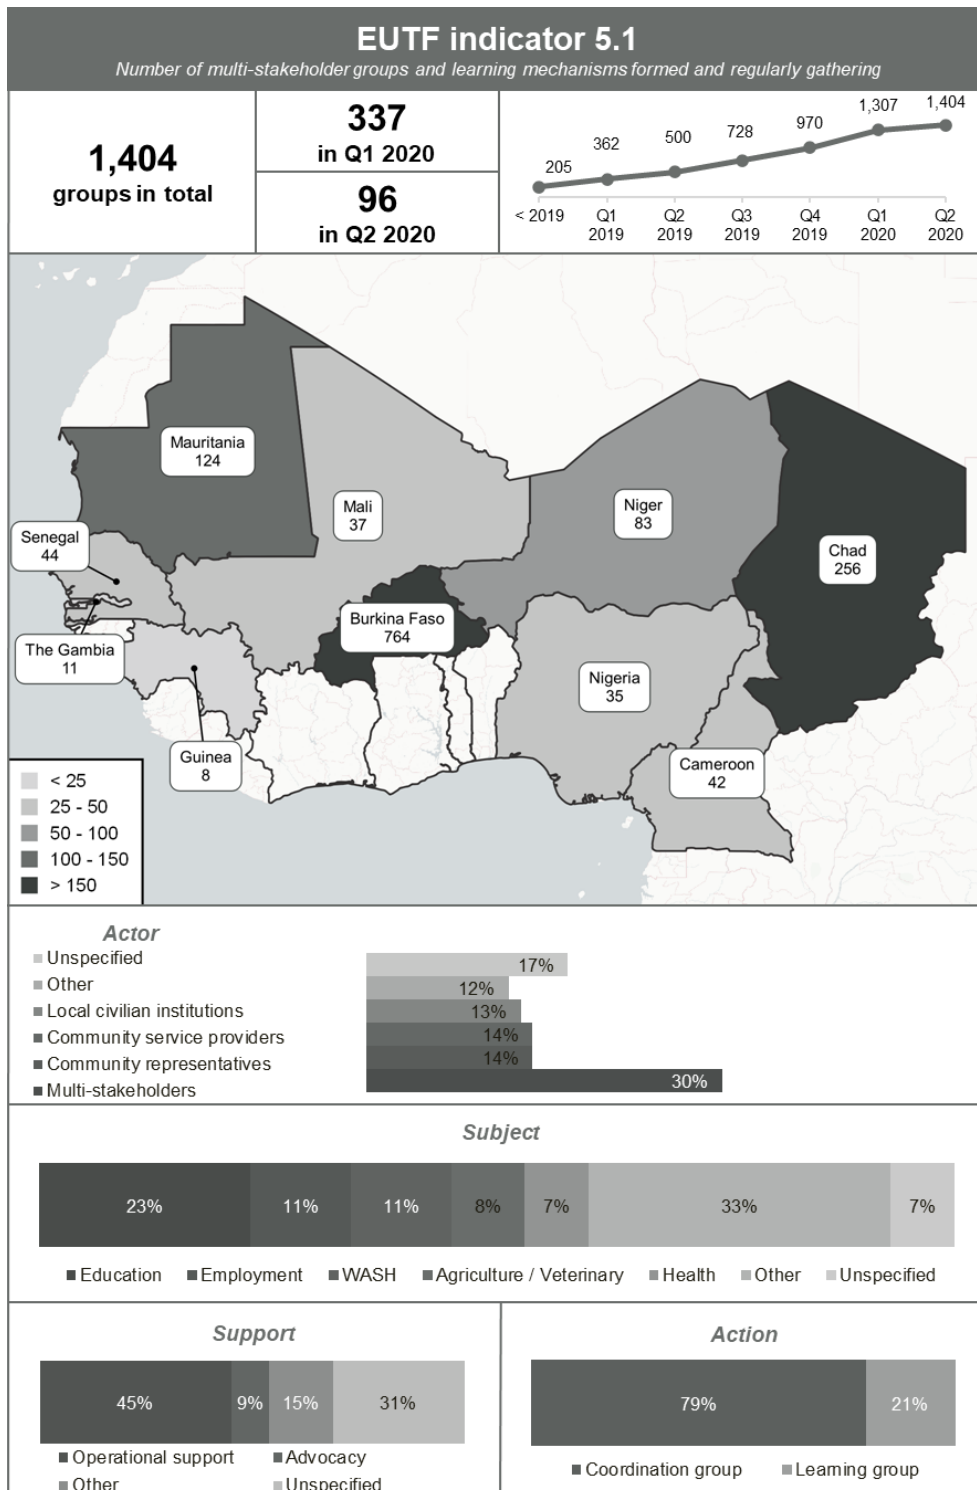 EUTF indicator 5.1
Number of multi-stakeholder groups and learning mechanisms formed and regularly gathering
1,404
groups in total
337
in Q1 2020
96
in Q2 2020
205
362
500
728
970
1,307
1,404
< 2019
Q1
2019
Q2
2019
Q3
2019
Q4
2019
Q1
2020
Q2
2020
Mauritania
124
Mali
37
Niger
83
Chad
256
Senegal
44
Burkina Faso
764
The Gambia
11
Nigeria
35
Guinea
8
Cameroon
42
< 25
25 - 50
50 - 100
100 - 150
> 150
Actor
Unspecified
Other
Local civilian institutions
Community service providers
Community representatives
Multi-stakeholders
17%
12%
13%
14%
14%
30%
Subject
23%
11%
11%
8%
7%
33%
7%
Education
Employment
WASH
Agriculture / Veterinary
Health
Other
Unspecified
Support
45%
9%
15%
31%
Operational support
Advocacy
Other
Unspecified
Action
79%
21%
Coordination group
Learning group